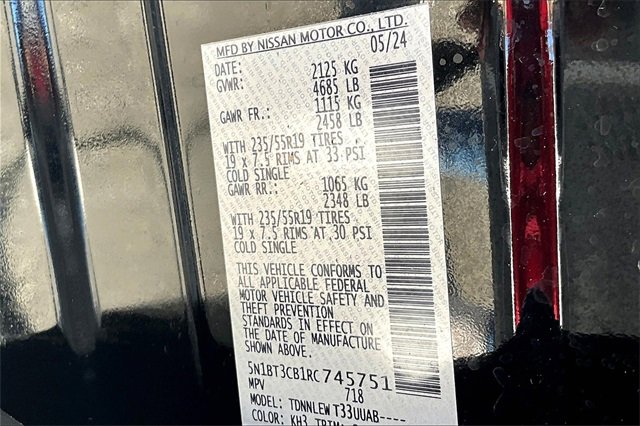 MFD BY NISSAN MOTOR CO., LTD.
DATE: 05/24
GVWR: 2125 KG
4685 LB
GAWR FR.: 1115 KG
2458 LB
WITH 235/55R19 TIRES
19 x 7.5 RIMS AT 33 PSI
COLD SINGLE
GAWR RR.: 1065 KG
2348 LB
WITH 235/55R19 TIRES
19 x 7.5 RIMS AT 30 PSI
COLD SINGLE
THIS VEHICLE CONFORMS TO
ALL APPLICABLE FEDERAL
MOTOR VEHICLE SAFETY AND
THEFT PREVENTION
STANDARDS IN EFFECT ON
THE DATE OF MANUFACTURE
SHOWN ABOVE.
5N1BT3CB1RC745751
MPV 718
MODEL: TDNNLEWT33UUAB----
COLOR: KH3 TRIM: